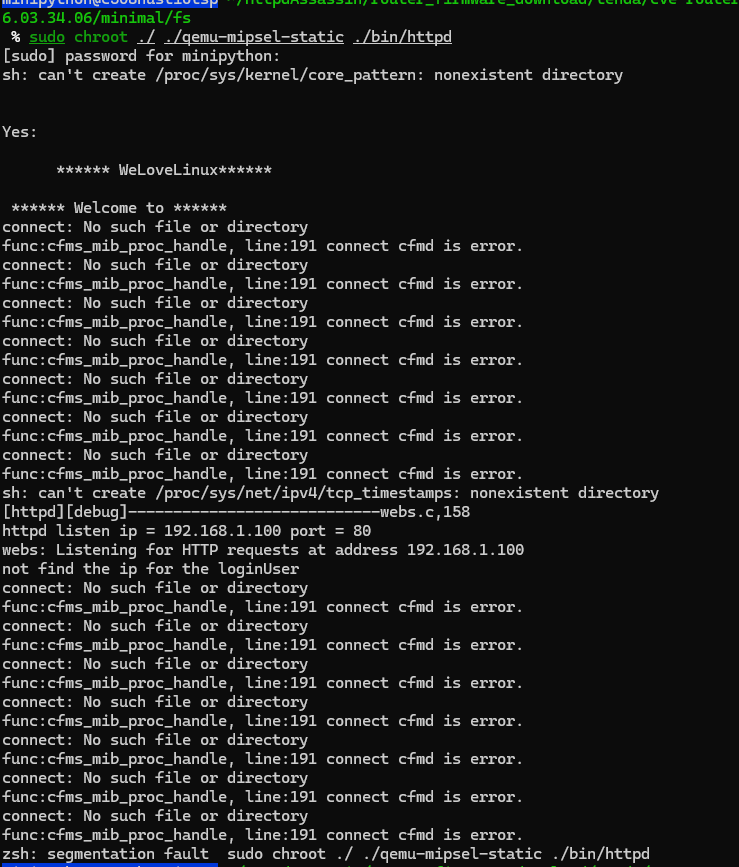 6.03.34.06/minimal/fs
% sudo chroot ./ ./qemu-mipsel-static ./bin/httpd
[sudo] password for minipython:
sh: can't create /proc/sys/kernel/core_pattern: nonexistent directory
Yes:
****** WeLoveLinux******
****** Welcome to ******
connect: No such file or directory
func:cfms_mib_proc_handle, line:191 connect cfmd is error.
connect: No such file or directory
func:cfms_mib_proc_handle, line:191 connect cfmd is error.
connect: No such file or directory
func:cfms_mib_proc_handle, line:191 connect cfmd is error.
connect: No such file or directory
func:cfms_mib_proc_handle, line:191 connect cfmd is error.
connect: No such file or directory
func:cfms_mib_proc_handle, line:191 connect cfmd is error.
connect: No such file or directory
func:cfms_mib_proc_handle, line:191 connect cfmd is error.
connect: No such file or directory
func:cfms_mib_proc_handle, line:191 connect cfmd is error.
sh: can't create /proc/sys/net/ipv4/tcp_timestamps: nonexistent directory
[httpd][debug]----------------------------webs.c,158
httpd listen ip = 192.168.1.100 port = 80
webs: Listening for HTTP requests at address 192.168.1.100
not find the ip for the loginUser
connect: No such file or directory
func:cfms_mib_proc_handle, line:191 connect cfmd is error.
connect: No such file or directory
func:cfms_mib_proc_handle, line:191 connect cfmd is error.
connect: No such file or directory
func:cfms_mib_proc_handle, line:191 connect cfmd is error.
connect: No such file or directory
func:cfms_mib_proc_handle, line:191 connect cfmd is error.
connect: No such file or directory
func:cfms_mib_proc_handle, line:191 connect cfmd is error.
connect: No such file or directory
func:cfms_mib_proc_handle, line:191 connect cfmd is error.
connect: No such file or directory
func:cfms_mib_proc_handle, line:191 connect cfmd is error.
zsh: segmentation fault  sudo chroot ./ ./qemu-mipsel-static ./bin/httpd